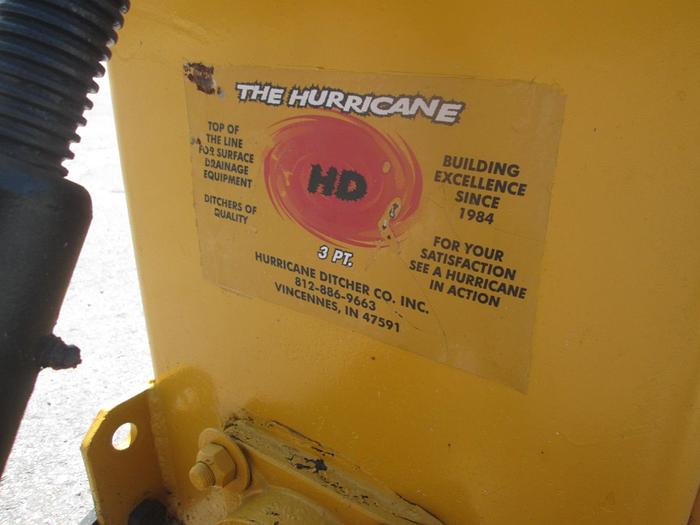 THE HURRICANE
TOP OF
THE LINE
FOR SURFACE
DRAINAGE
EQUIPMENT
DITCHERS OF
QUALITY
HD
3 PT.
BUILDING
EXCELLENCE
SINCE
1984
FOR YOUR
SATISFACTION
SEE A HURRICANE
IN ACTION
HURRICANE DITCHER CO. INC.
812-886-9663
VINCENNES, IN 47591